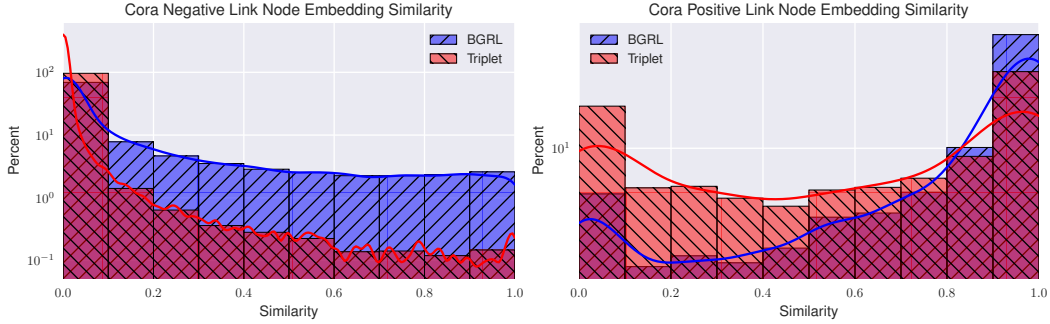 Cora Negative Link Node Embedding Similarity
BGRL
Triplet
Percent
10²
10¹
10⁰
10⁻¹
0.0 0.2 0.4 0.6 0.8 1.0
Similarity
Cora Positive Link Node Embedding Similarity
BGRL
Triplet
Percent
10¹
0.0 0.2 0.4 0.6 0.8 1.0
Similarity